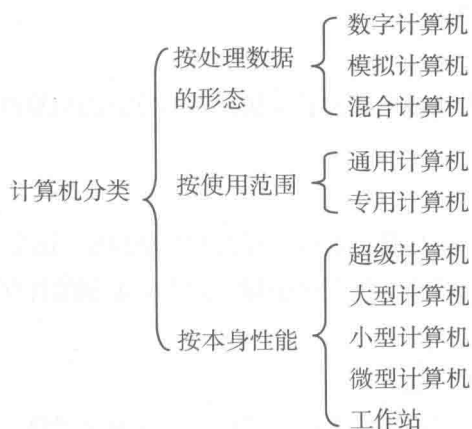 计算机分类
按处理数据
的形态
数字计算机
模拟计算机
混合计算机
按使用范围
通用计算机
专用计算机
按本身性能
超级计算机
大型计算机
小型计算机
微型计算机
工作站